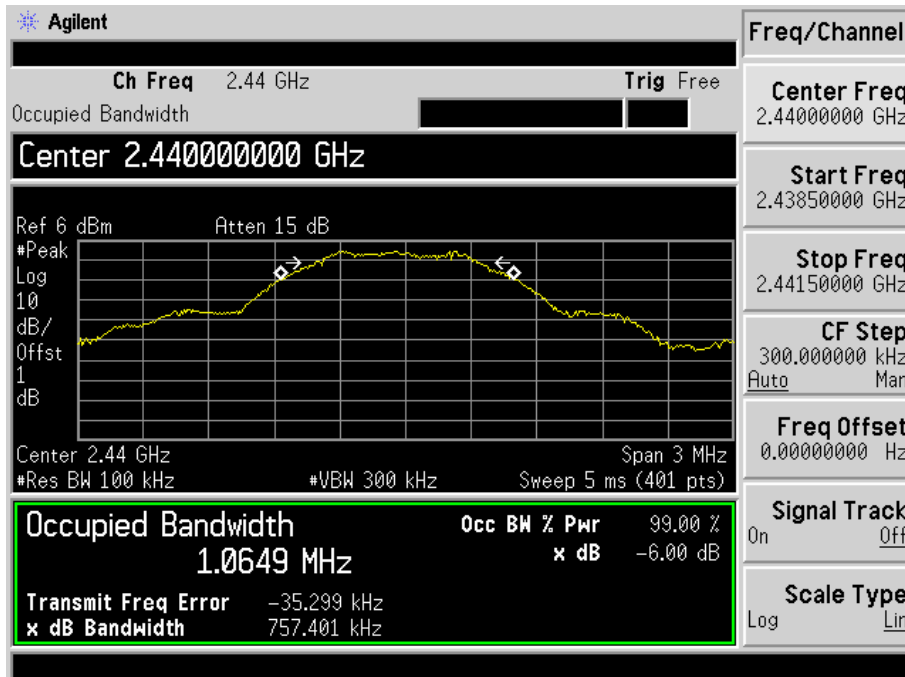 Agilent
Ch Freq 2.44 GHz Trig Free
Occupied Bandwidth
Center 2.440000000 GHz
Ref 6 dBm Atten 15 dB
#Peak
Log
10
dB/
Offst
1
dB
Center 2.44 GHz Span 3 MHz
#Res BW 100 kHz #VBW 300 kHz Sweep 5 ms (401 pts)
Occupied Bandwidth Occ BW % Pwr 99.00 %
1.0649 MHz x dB -6.00 dB
Transmit Freq Error -35.299 kHz
x dB Bandwidth 757.401 kHz
Freq/Channel
Center Freq
2.44000000 GHz
Start Freq
2.43850000 GHz
Stop Freq
2.44150000 GHz
CF Step
300.000000 kHz
Auto Man
Freq Offset
0.00000000 Hz
Signal Track
On Off
Scale Type
Log Lin